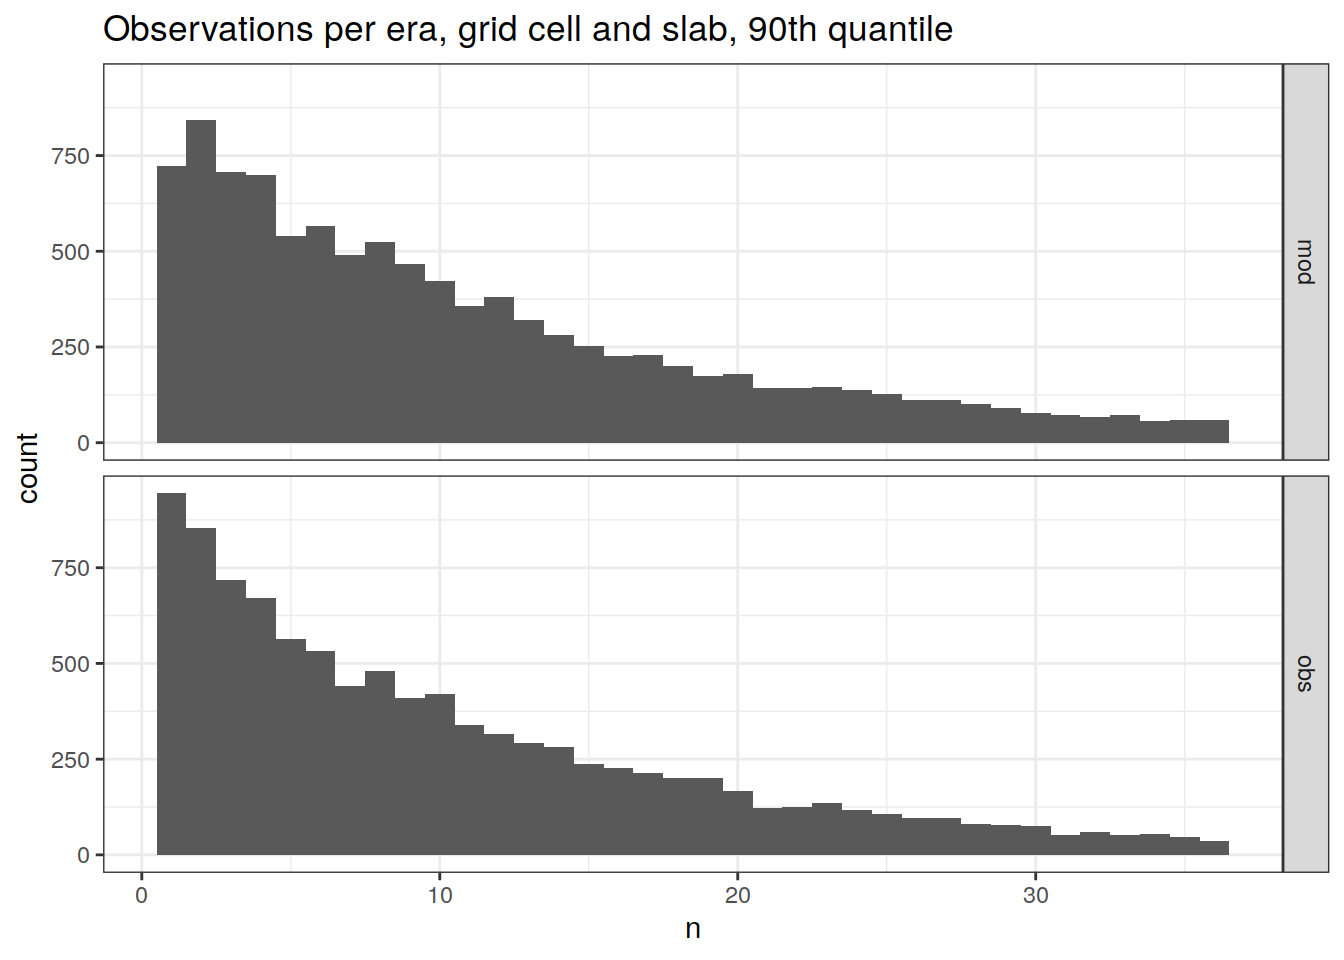 Observations per era, grid cell and slab, 90th quantile
750
500
250
0
mod
count
750
500
250
0
obs
0 10 20 30
n